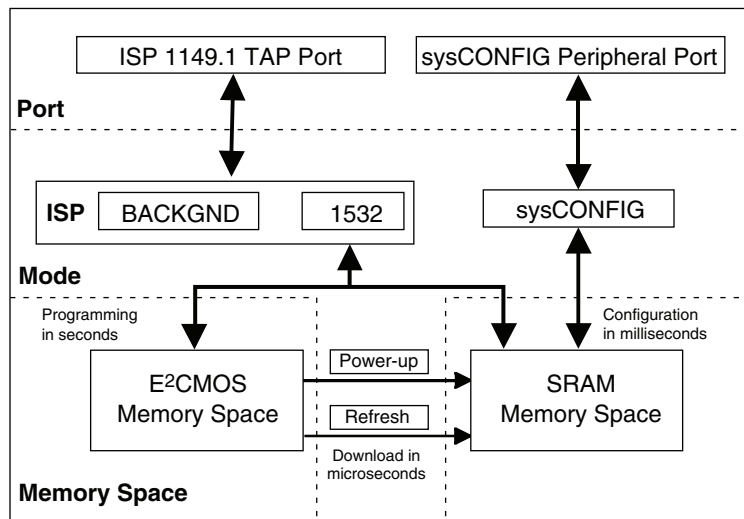 ISP 1149.1 TAP Port
sysCONFIG Peripheral Port
Port
ISP
BACKGND
1532
sysCONFIG
Mode
Programming
in seconds
Configuration
in milliseconds
E²CMOS
Memory Space
Power-up
Refresh
Download in
microseconds
SRAM
Memory Space
Memory Space